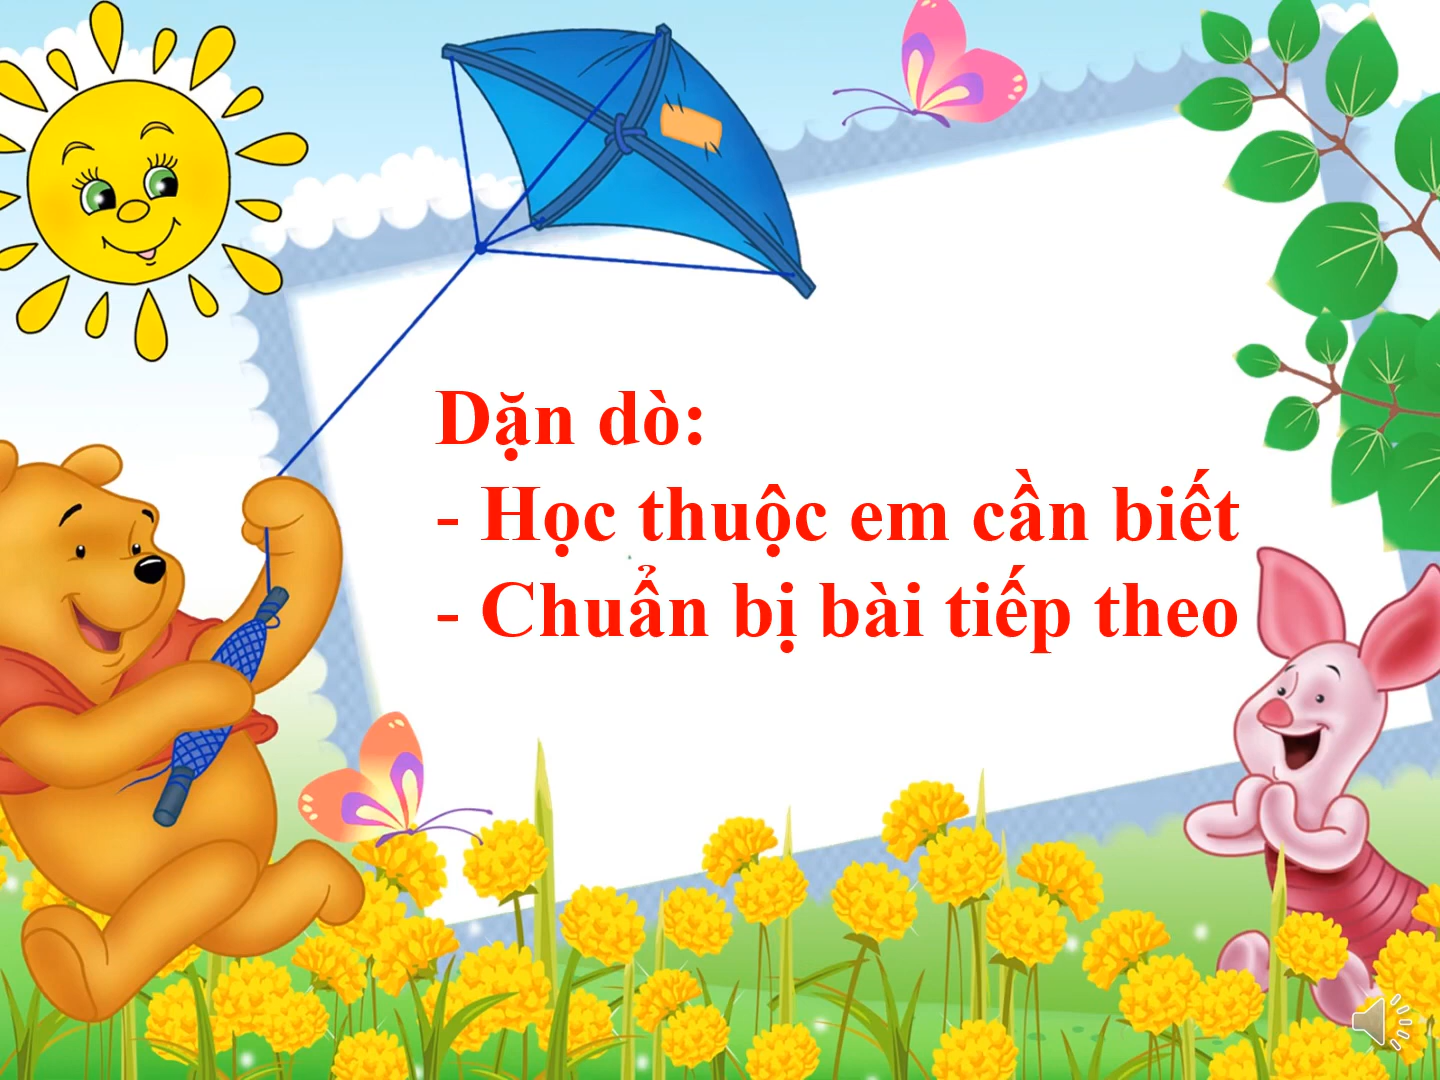 Dặn dò:
- Học thuộc em cần biết
- Chuẩn bị bài tiếp theo